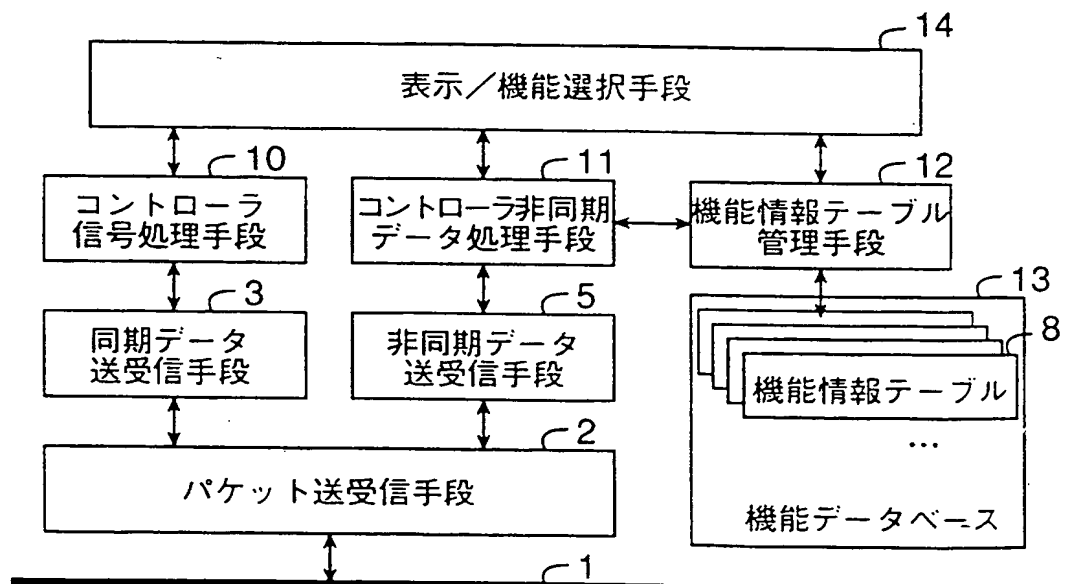 14
表示／機能選択手段
10
コントローラ
信号処理手段
11
コントローラ非同期
データ処理手段
12
機能情報テーブル
管理手段
3
同期データ
送受信手段
5
非同期データ
送受信手段
13
8
機能情報テーブル
…
機能データベース
2
パケット送受信手段
1